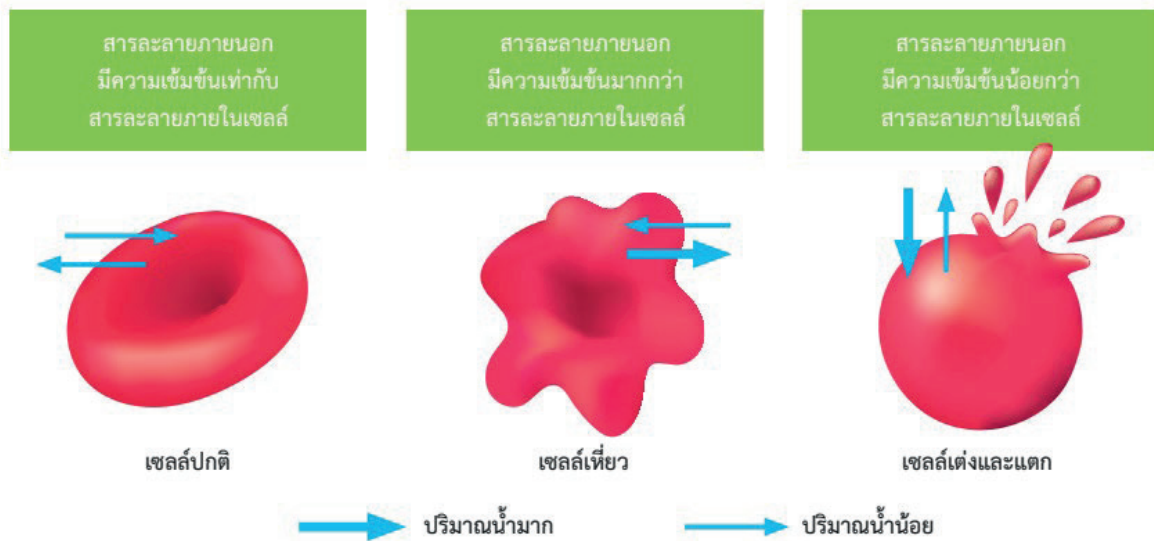 สารละลายภายนอก
มีความเข้มข้นเท่ากับ
สารละลายภายในเซลล์
สารละลายภายนอก
มีความเข้มข้นมากกว่า
สารละลายภายในเซลล์
สารละลายภายนอก
มีความเข้มข้นน้อยกว่า
สารละลายภายในเซลล์
เซลล์ปกติ
เซลล์เหี่ยว
เซลล์เต่งและแตก
ปริมาณน้ำมาก
ปริมาณน้ำน้อย